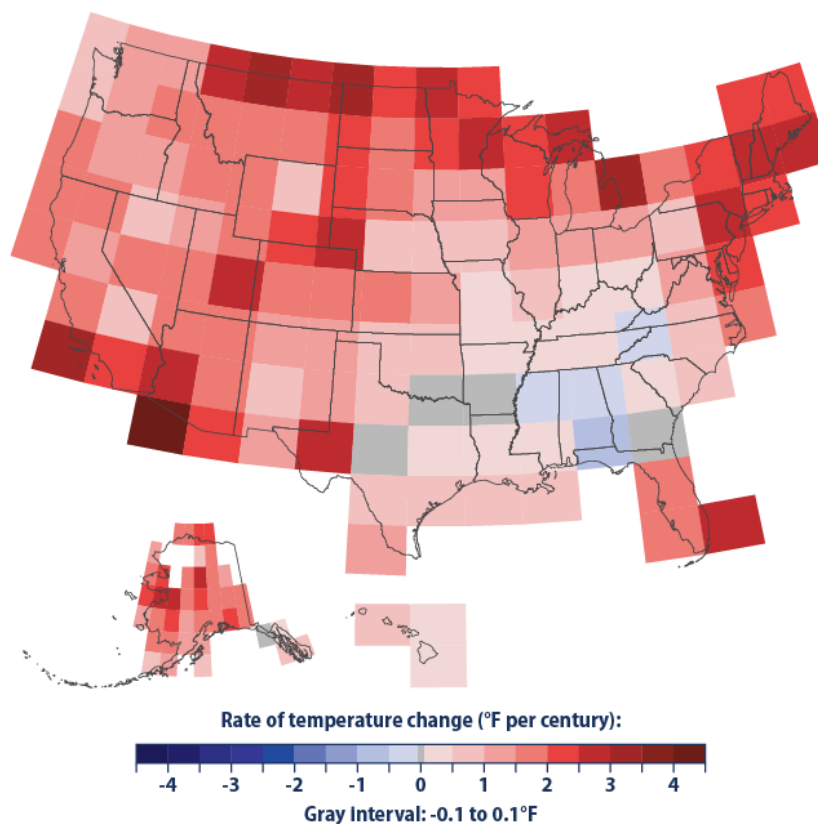 Rate of temperature change (°F per century):
-4 -3 -2 -1 0 1 2 3 4
Gray interval: -0.1 to 0.1°F